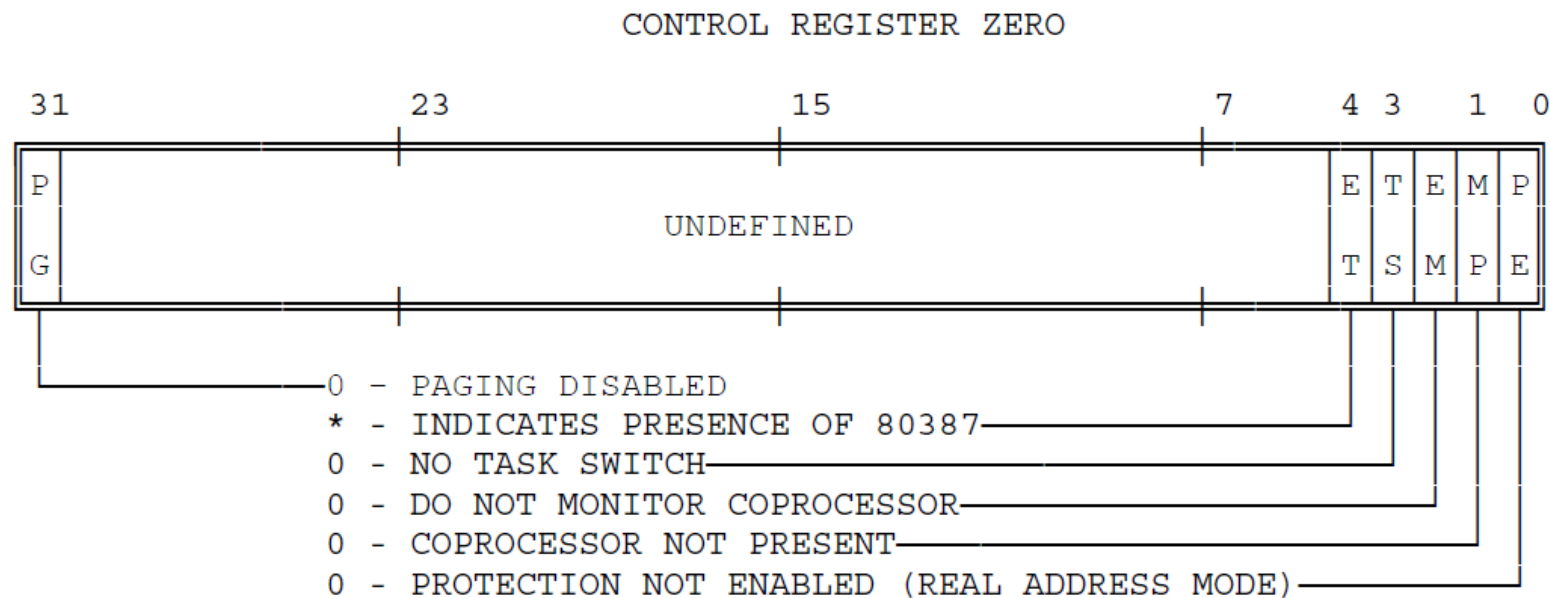 CONTROL REGISTER ZERO
31 23 15 7 4 3 1 0
P E T E M P
UNDEFINED
G T S M P E
0 - PAGING DISABLED
* - INDICATES PRESENCE OF 80387
0 - NO TASK SWITCH
0 - DO NOT MONITOR COPROCESSOR
0 - COPROCESSOR NOT PRESENT
0 - PROTECTION NOT ENABLED (REAL ADDRESS MODE)